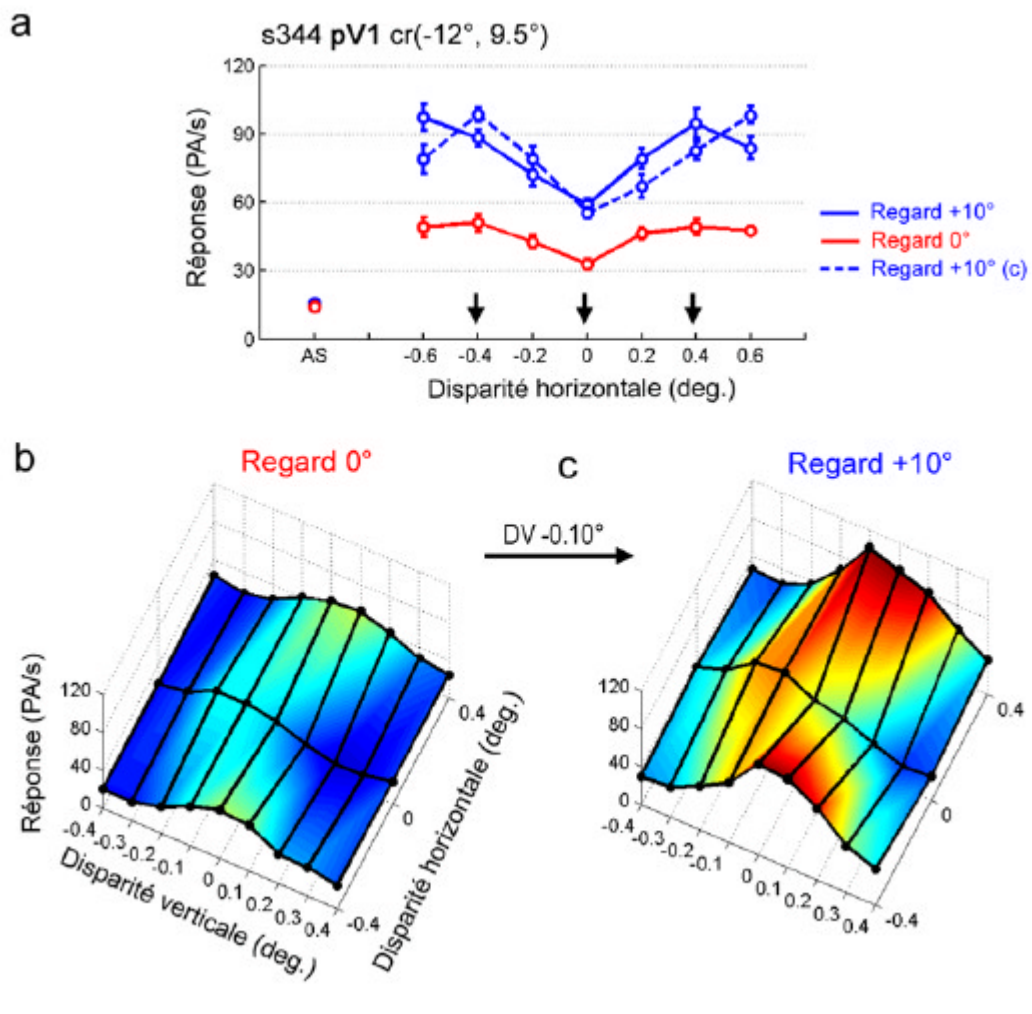 a
s344 pV1 cr(-12°, 9.5°)
120
90
60
30
0
Réponse (PA/s)
AS
-0.6
-0.4
-0.2
0
0.2
0.4
0.6
Disparité horizontale (deg.)
Regard +10°
Regard 0°
Regard +10° (c)
b
Regard 0°
DV -0.10°
c
Regard +10°
Réponse (PA/s)
120
80
40
0
-0.4
-0.3
-0.2
-0.1
0
0.1
0.2
0.3
0.4
Disparité verticale (deg.)
-0.4
0
0.4
Disparité horizontale (deg.)
120
80
40
0
-0.4
-0.3
-0.2
-0.1
0
0.1
0.2
0.3
0.4
-0.4
0
0.4